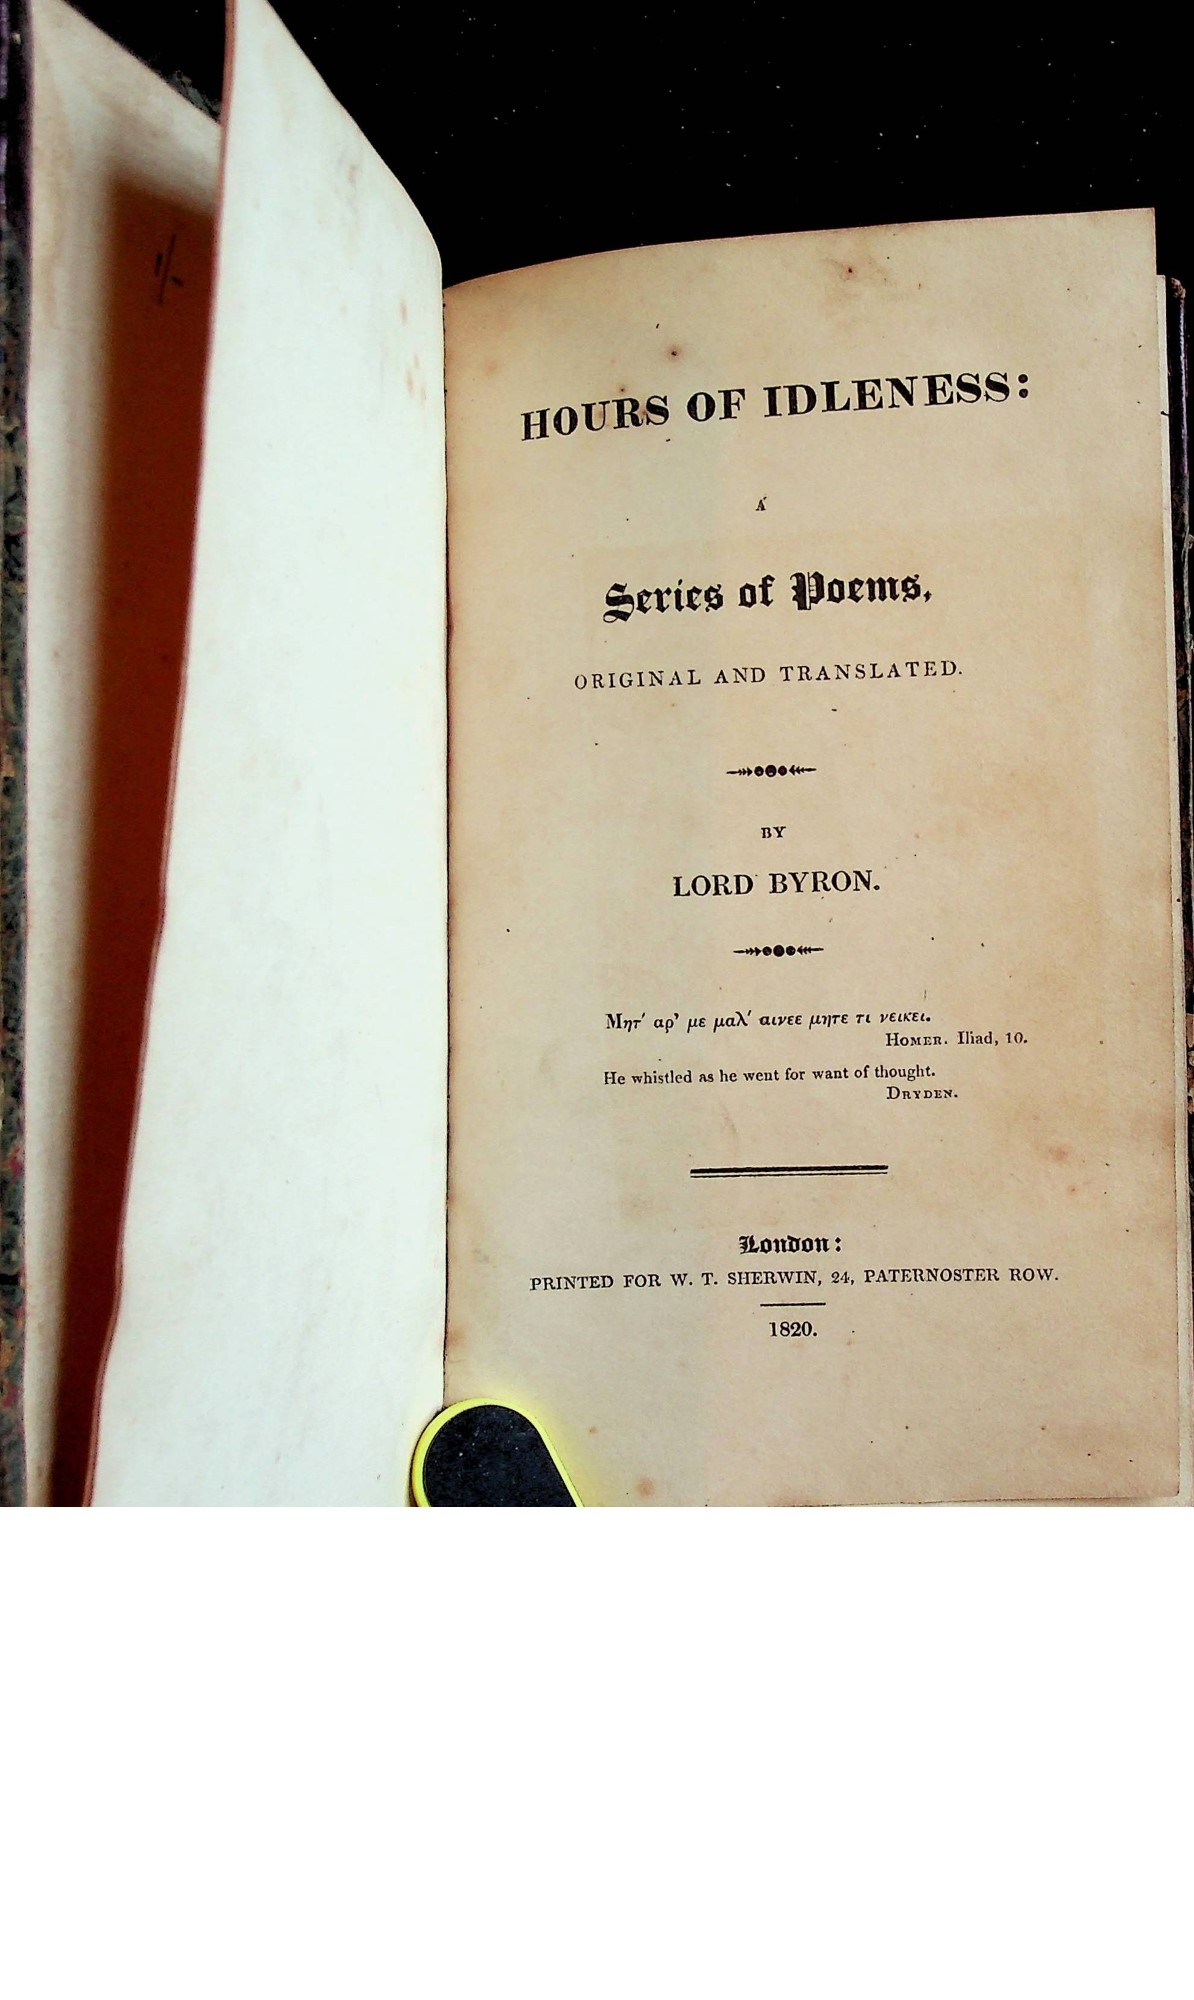 1/-
HOURS OF IDLENESS:
A
Series of Poems,
ORIGINAL AND TRANSLATED.
BY
LORD BYRON.
Μητ' αρ' με μαλ' αινεε μητε τι νεικει.
HOMER. Iliad, 10.
He whistled as he went for want of thought.
DRYDEN.
London:
PRINTED FOR W. T. SHERWIN, 24, PATERNOSTER ROW.
1820.